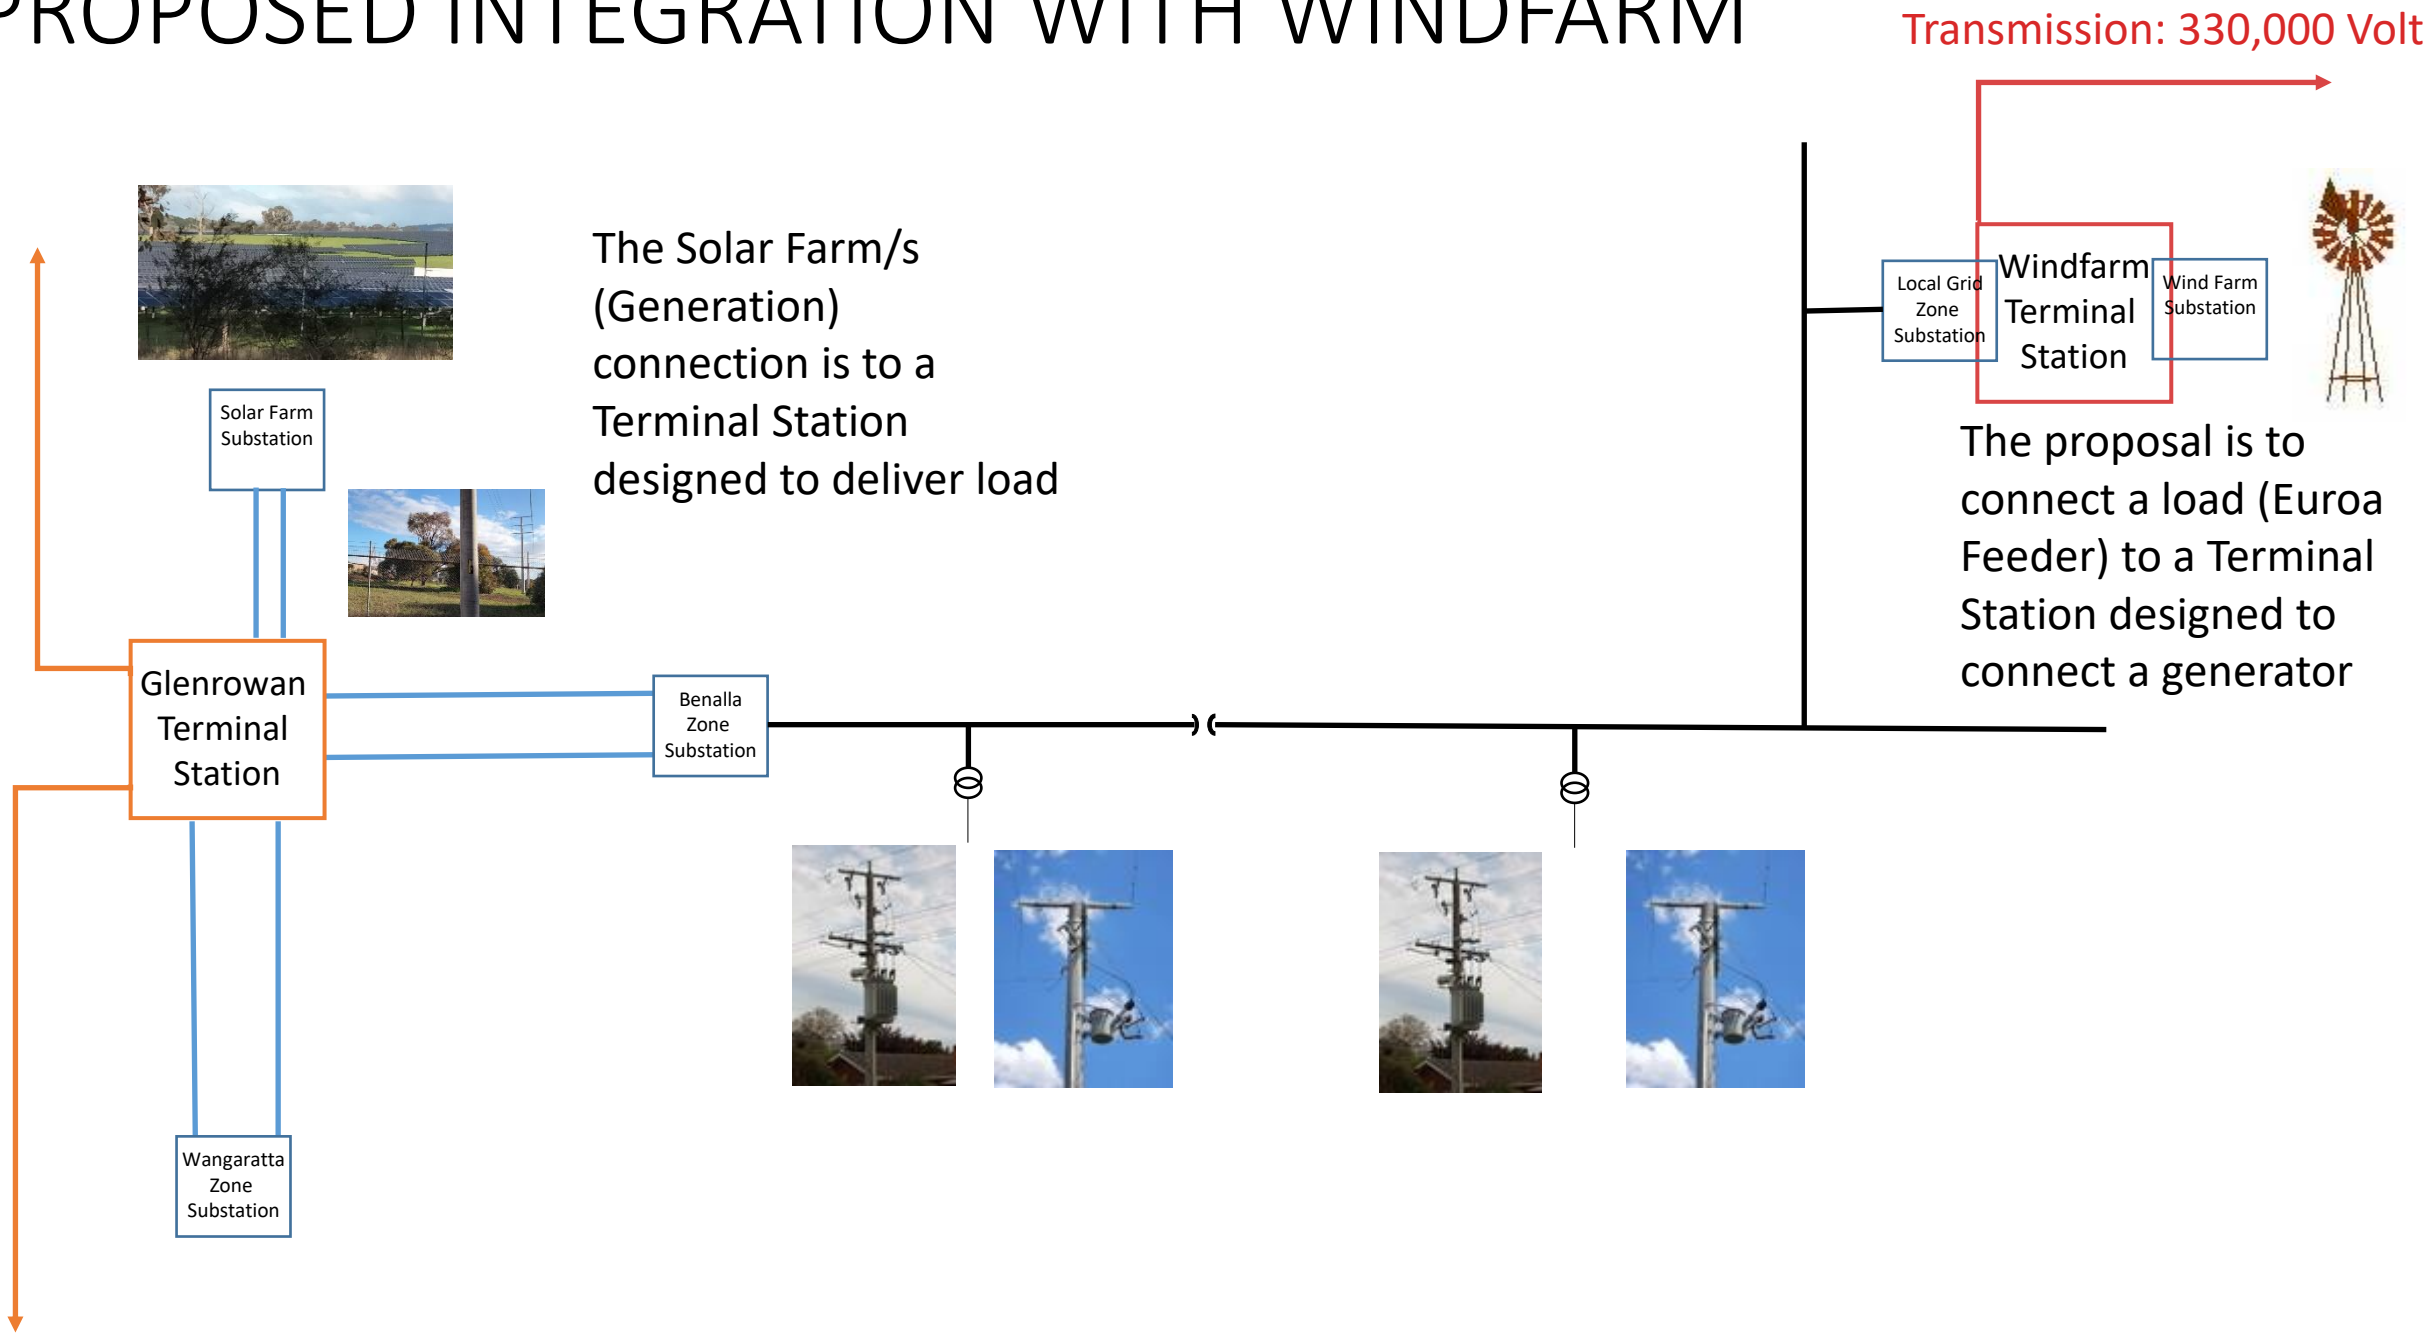 PROPOSED INTEGRATION WITH WINDFARM
Transmission: 330,000 Volt
The Solar Farm/s
(Generation)
connection is to a
Terminal Station
designed to deliver load
Local Grid
Zone
Substation
Windfarm
Terminal
Station
Wind Farm
Substation
The proposal is to
connect a load (Euroa
Feeder) to a Terminal
Station designed to
connect a generator
Solar Farm
Substation
Glenrowan
Terminal
Station
Benalla
Zone
Substation
Wangaratta
Zone
Substation